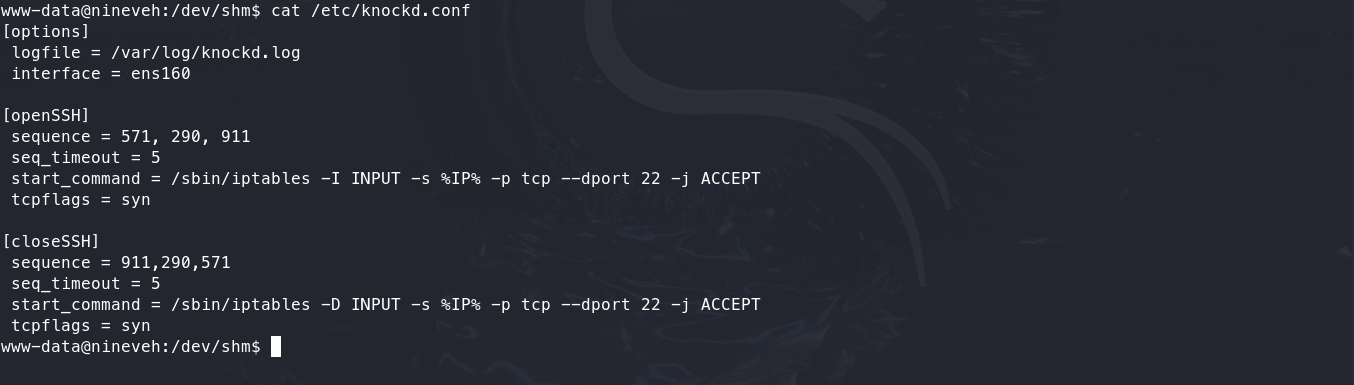 www-data@nineveh:/dev/shm$ cat /etc/knockd.conf
[options]
 logfile = /var/log/knockd.log
 interface = ens160

[openSSH]
 sequence = 571, 290, 911
 seq_timeout = 5
 start_command = /sbin/iptables -I INPUT -s %IP% -p tcp --dport 22 -j ACCEPT
 tcpflags = syn

[closeSSH]
 sequence = 911,290,571
 seq_timeout = 5
 start_command = /sbin/iptables -D INPUT -s %IP% -p tcp --dport 22 -j ACCEPT
 tcpflags = syn
www-data@nineveh:/dev/shm$